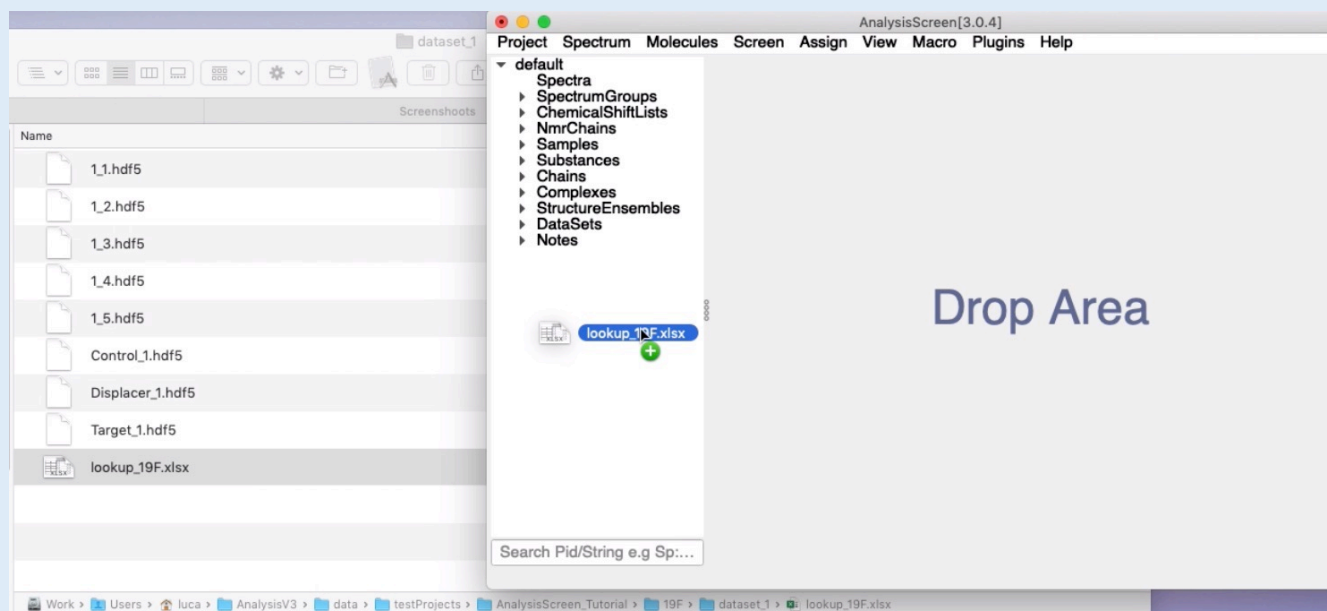 dataset_1
Screenshoots
Name
1_1.hdf5
1_2.hdf5
1_3.hdf5
1_4.hdf5
1_5.hdf5
Control_1.hdf5
Displacer_1.hdf5
Target_1.hdf5
lookup_19F.xlsx
Work › Users › luca › AnalysisV3 › data › testProjects › AnalysisScreen_Tutorial › 19F › dataset_1 › lookup_19F.xlsx
AnalysisScreen[3.0.4]
Project Spectrum Molecules Screen Assign View Macro Plugins Help
default
Spectra
SpectrumGroups
ChemicalShiftLists
NmrChains
Samples
Substances
Chains
Complexes
StructureEnsembles
DataSets
Notes
lookup_19F.xlsx
Search Pid/String e.g Sp:...
Drop Area